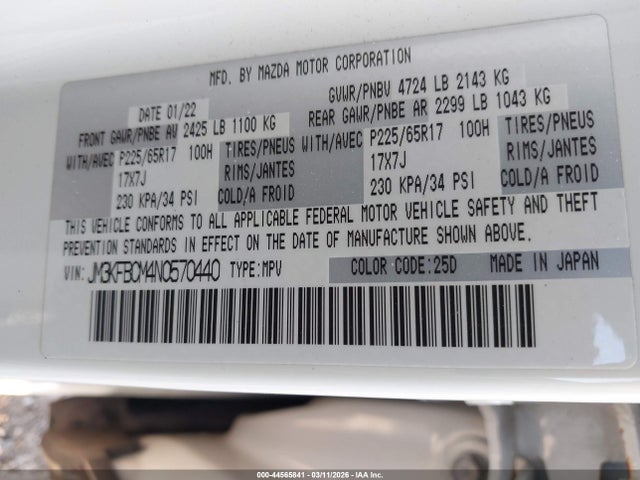 MFD. BY MAZDA MOTOR CORPORATION
DATE 01/22 GVWR/PNBV 4724 LB 2143 KG
FRONT GAWR/PNBE AV 2425 LB 1100 KG REAR GAWR/PNBE AR 2299 LB 1043 KG
WITH/AVEC P225/65R17 100H TIRES/PNEUS WITH/AVEC P225/65R17 100H TIRES/PNEUS
17X7J RIMS/JANTES 17X7J RIMS/JANTES
230 KPA/34 PSI COLD/A FROID 230 KPA/34 PSI COLD/A FROID
THIS VEHICLE CONFORMS TO ALL APPLICABLE FEDERAL MOTOR VEHICLE SAFETY AND THEFT
PREVENTION STANDARDS IN EFFECT ON THE DATE OF MANUFACTURE SHOWN ABOVE.
VIN: JM3KFBCM4N0570440 TYPE:MPV COLOR CODE:25D MADE IN JAPAN
000-44565841 - 03/11/2026 - IAA Inc.